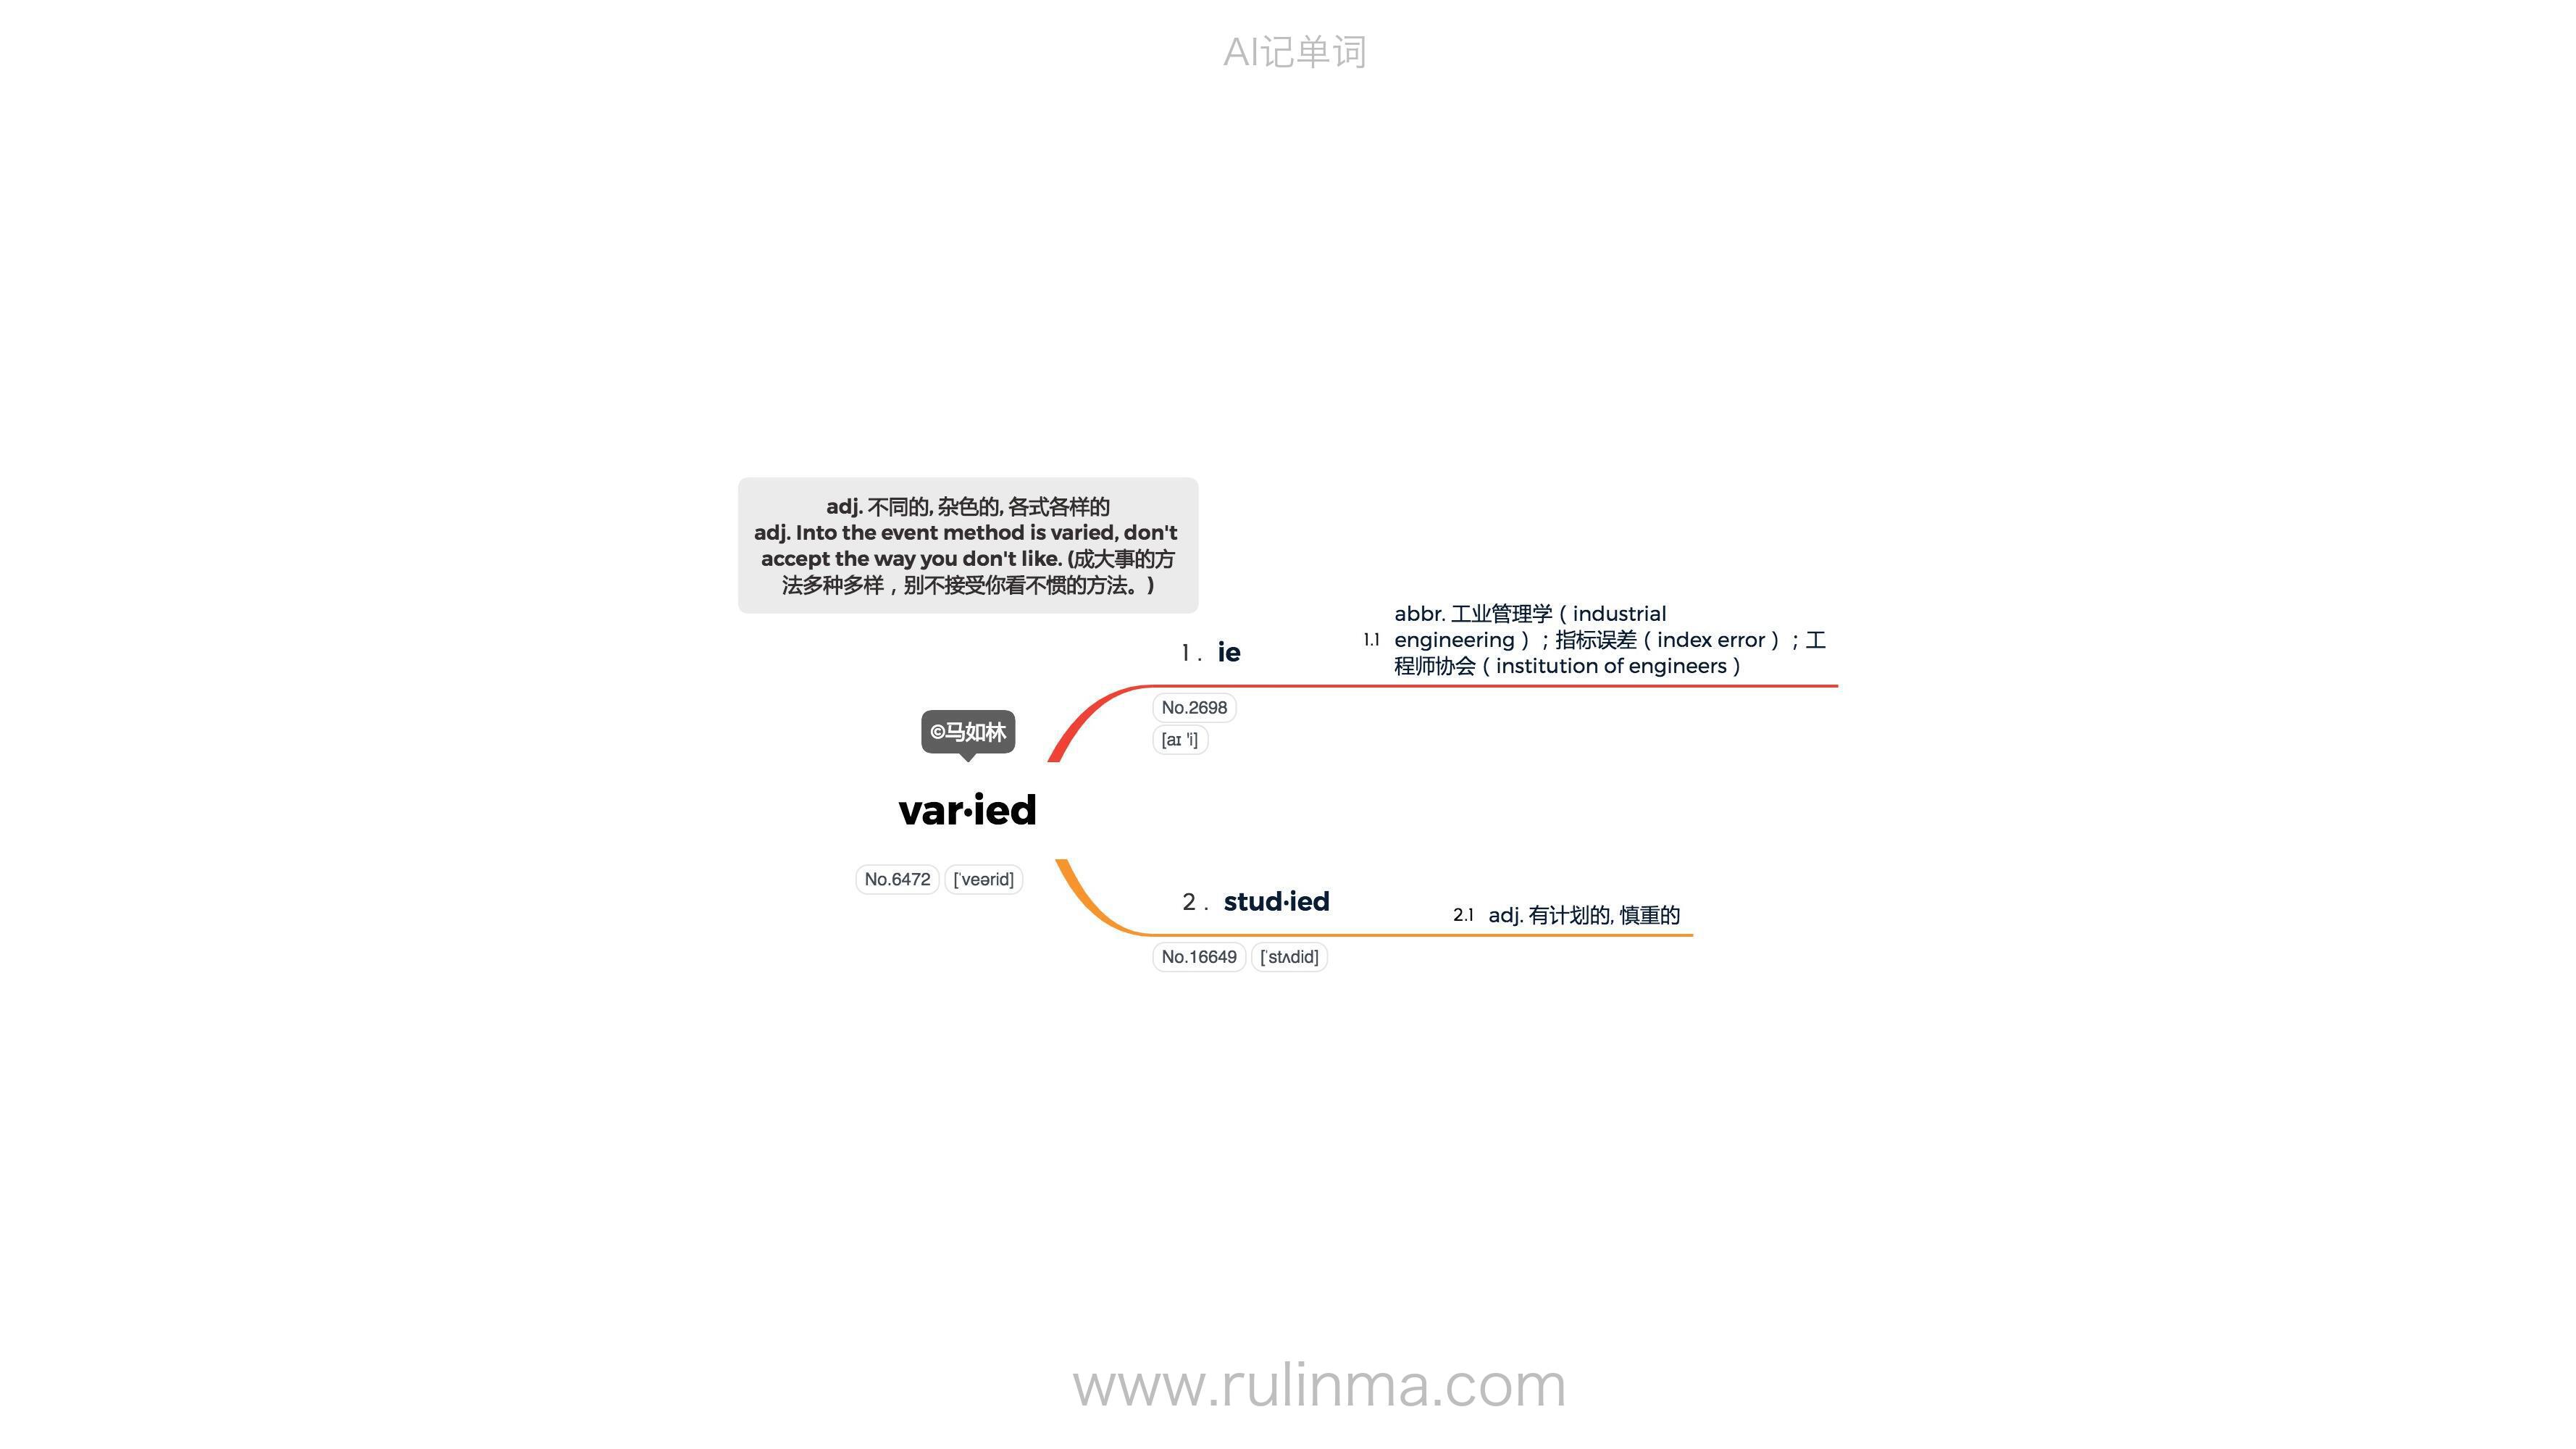 AI记单词
adj. 不同的, 杂色的, 各式各样的
adj. Into the event method is varied, don't
accept the way you don't like. (成大事的方
法多种多样，别不接受你看不惯的方法。)
1 . ie
1.1 abbr. 工业管理学（industrial
engineering）；指标误差（index error）；工
程师协会（institution of engineers）
No.2698
[aɪ 'i]
©马如林
var·ied
No.6472 [ˈveərid]
2 . stud·ied
2.1 adj. 有计划的, 慎重的
No.16649 [ˈstʌdid]
www.rulinma.com